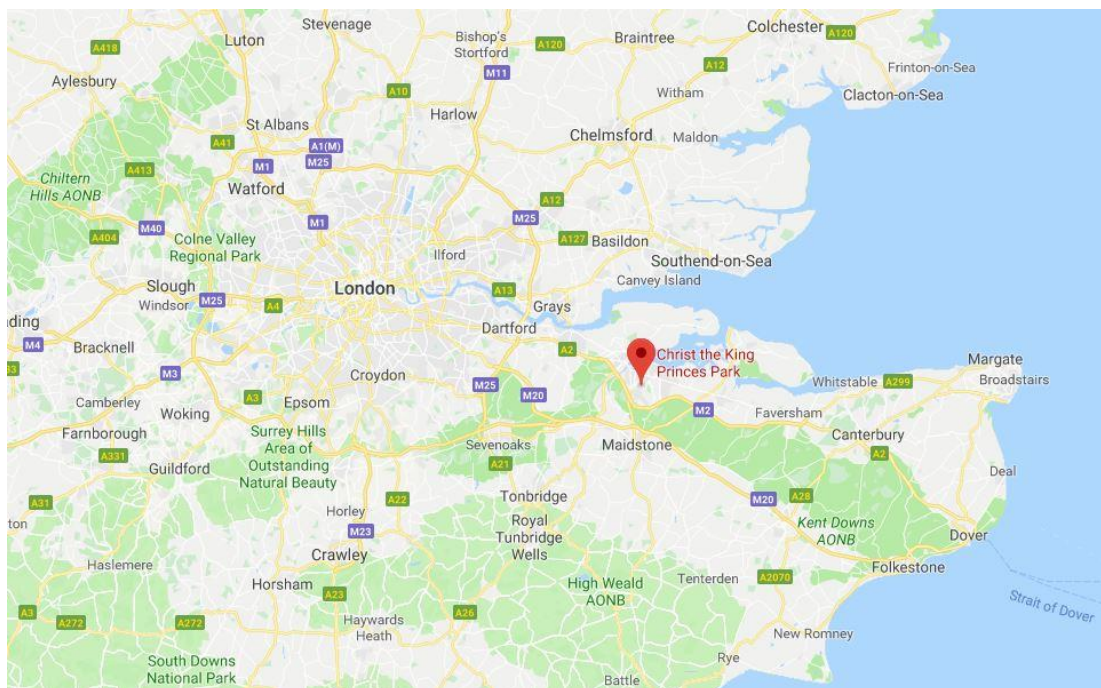 Stevenage
Colchester
A418
Luton
Bishop's
Stortford
A120
Braintree
A120
Frinton-on-Sea
Aylesbury
M11
A12
A10
Witham
Clacton-on-Sea
Harlow
St Albans
Chelmsford
Maldon
A41
A1(M)
M25
M1
A413
Chiltern
Hills AONB
Watford
A12
M40
M1
M25
A404
Colne Valley
Regional Park
A127
Basildon
Ilford
Southend-on-Sea
Canvey Island
Slough
London
A13
Windsor
M25
A4
Grays
ding
Dartford
M4
Bracknell
A2
Christ the King
Princes Park
Margate
M3
Croydon
M25
M20
Whitstable
A299
Broadstairs
Camberley
A3
Epsom
M2
Woking
Faversham
Farnborough
Surrey Hills
Area of
Outstanding
Natural Beauty
Sevenoaks
Maidstone
Canterbury
A331
A2
Guildford
A21
Deal
A31
A22
Tonbridge
M20
A28
Horley
Royal
Tunbridge
Wells
Kent Downs
AONB
ton
M23
Dover
Crawley
Haslemere
Folkestone
Horsham
High Weald
AONB
Tenterden
A2070
A23
Strait of Dover
A3
A272
A272
A26
Haywards
Heath
New Romney
South Downs
National Park
Rye
Battle